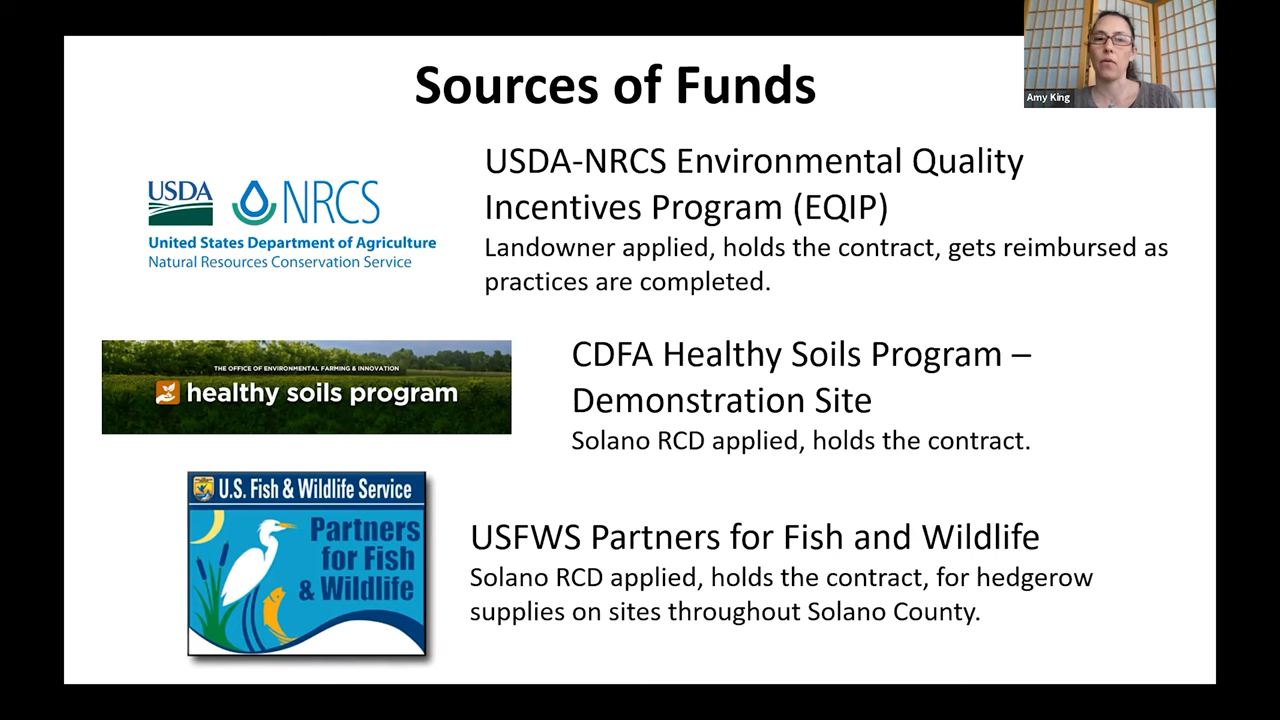 Sources of Funds
Amy King
USDA-NRCS Environmental Quality
Incentives Program (EQIP)
Landowner applied, holds the contract, gets reimbursed as
practices are completed.
USDA NRCS
United States Department of Agriculture
Natural Resources Conservation Service
THE OFFICE OF ENVIRONMENTAL FARMING & INNOVATION
healthy soils program
CDFA Healthy Soils Program –
Demonstration Site
Solano RCD applied, holds the contract.
U.S. Fish & Wildlife Service
Partners
for Fish
& Wildlife
USFWS Partners for Fish and Wildlife
Solano RCD applied, holds the contract, for hedgerow
supplies on sites throughout Solano County.